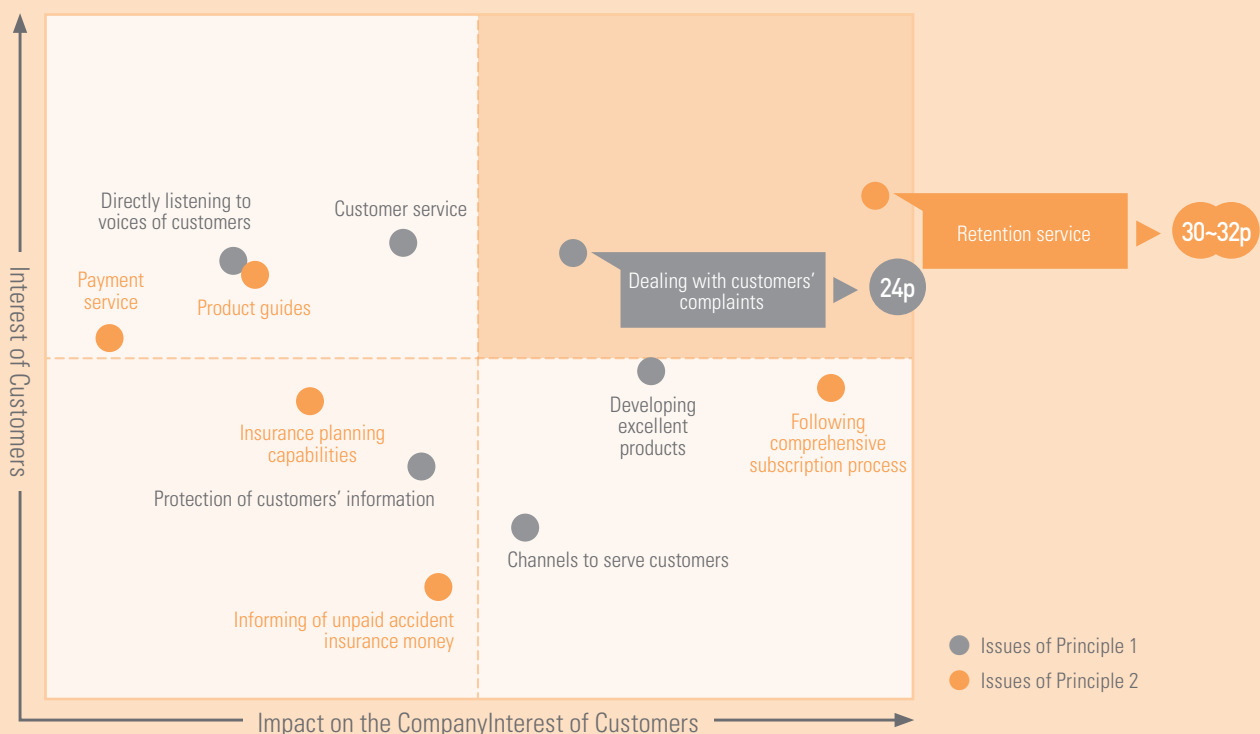 Directly listening to
voices of customers
Customer service
Payment
service
Product guides
Retention service
30~32p
Dealing with customers’
complaints
24p
Interest of Customers
Insurance planning
capabilities
Developing
excellent
products
Following
comprehensive
subscription process
Protection of customers’ information
Channels to serve customers
Informing of unpaid accident
insurance money
Issues of Principle 1
Issues of Principle 2
Impact on the CompanyInterest of Customers